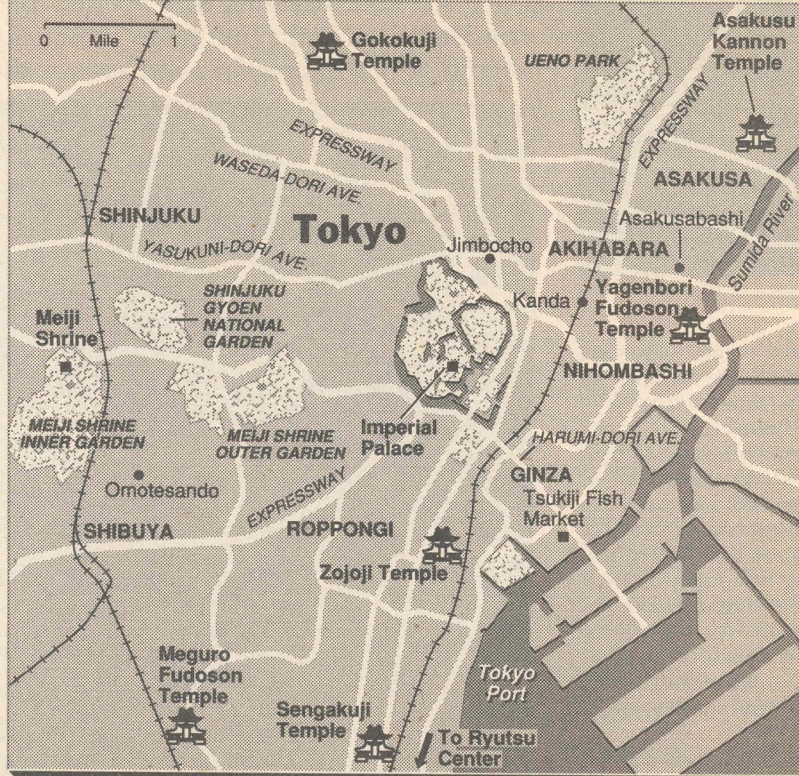 0 Mile 1
Gokokuji
Temple
UENO PARK
Asakusu
Kannon
Temple
EXPRESSWAY
EXPRESSWAY
WASEDA-DORI AVE.
ASAKUSA
SHINJUKU
Tokyo
Asakusabashi
Sumida River
YASUKUNI-DORI AVE.
Jimbocho
AKIHABARA
SHINJUKU
GYOEN
NATIONAL
GARDEN
Kanda
Yagenbori
Fudoson
Temple
Meiji
Shrine
NIHOMBASHI
MEIJI SHRINE
INNER GARDEN
MEIJI SHRINE
OUTER GARDEN
Imperial
Palace
HARUMI-DORI AVE.
Omotesando
EXPRESSWAY
GINZA
Tsukiji Fish
Market
SHIBUYA
ROPPONGI
Zojoji Temple
Meguro
Fudoson
Temple
Tokyo
Port
Sengakuji
Temple
To Ryutsu
Center